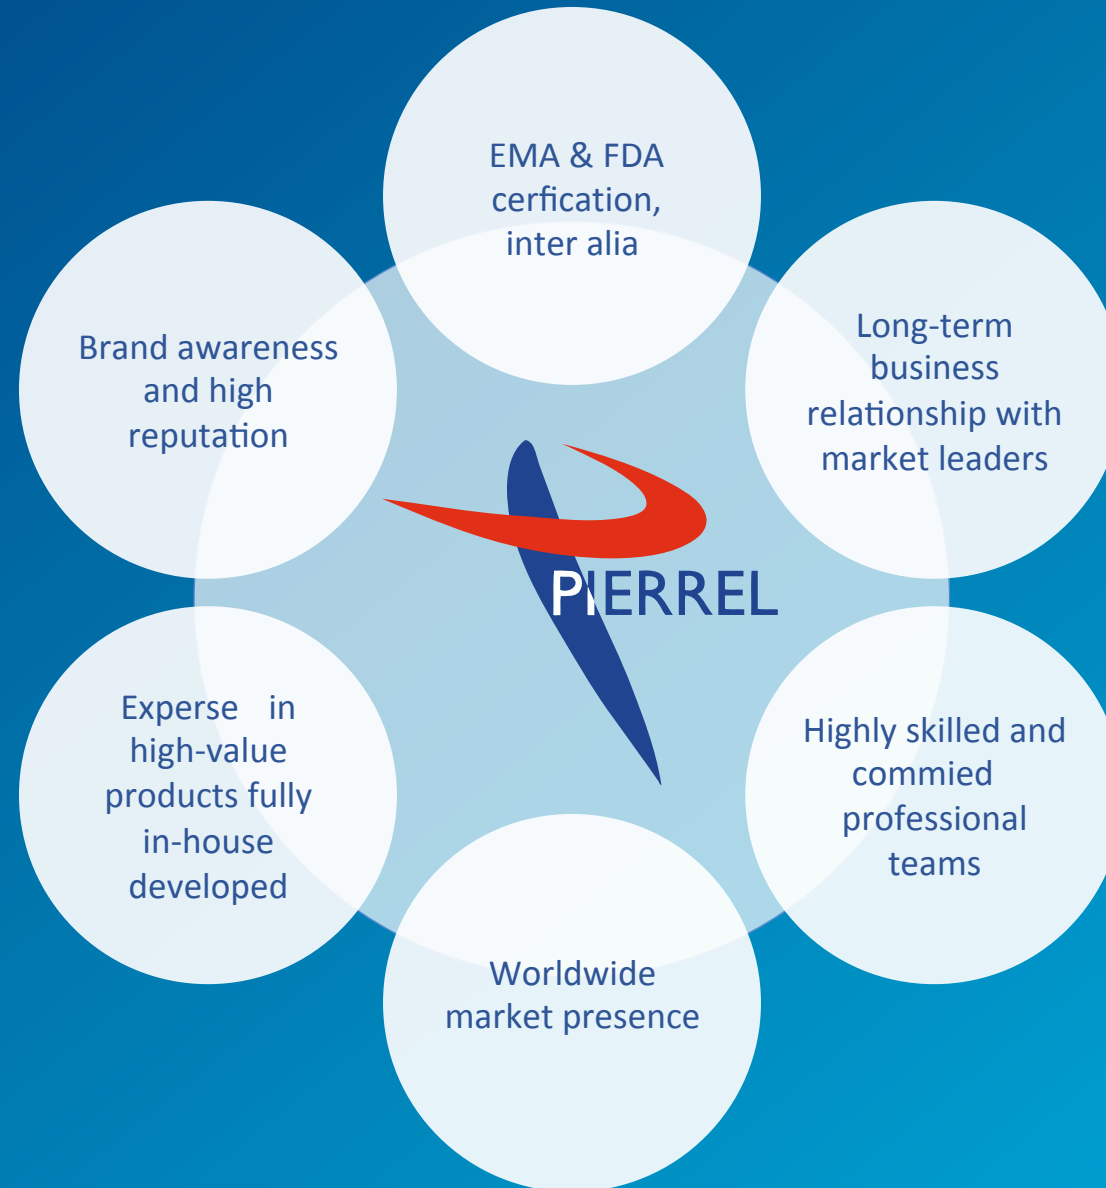 EMA & FDA
cerfication,
inter alia
Brand awareness
and high
reputation
Long-term
business
relationship with
market leaders
PIERREL
Experse in
high-value
products fully
in-house
developed
Highly skilled and
commied
professional
teams
Worldwide
market presence